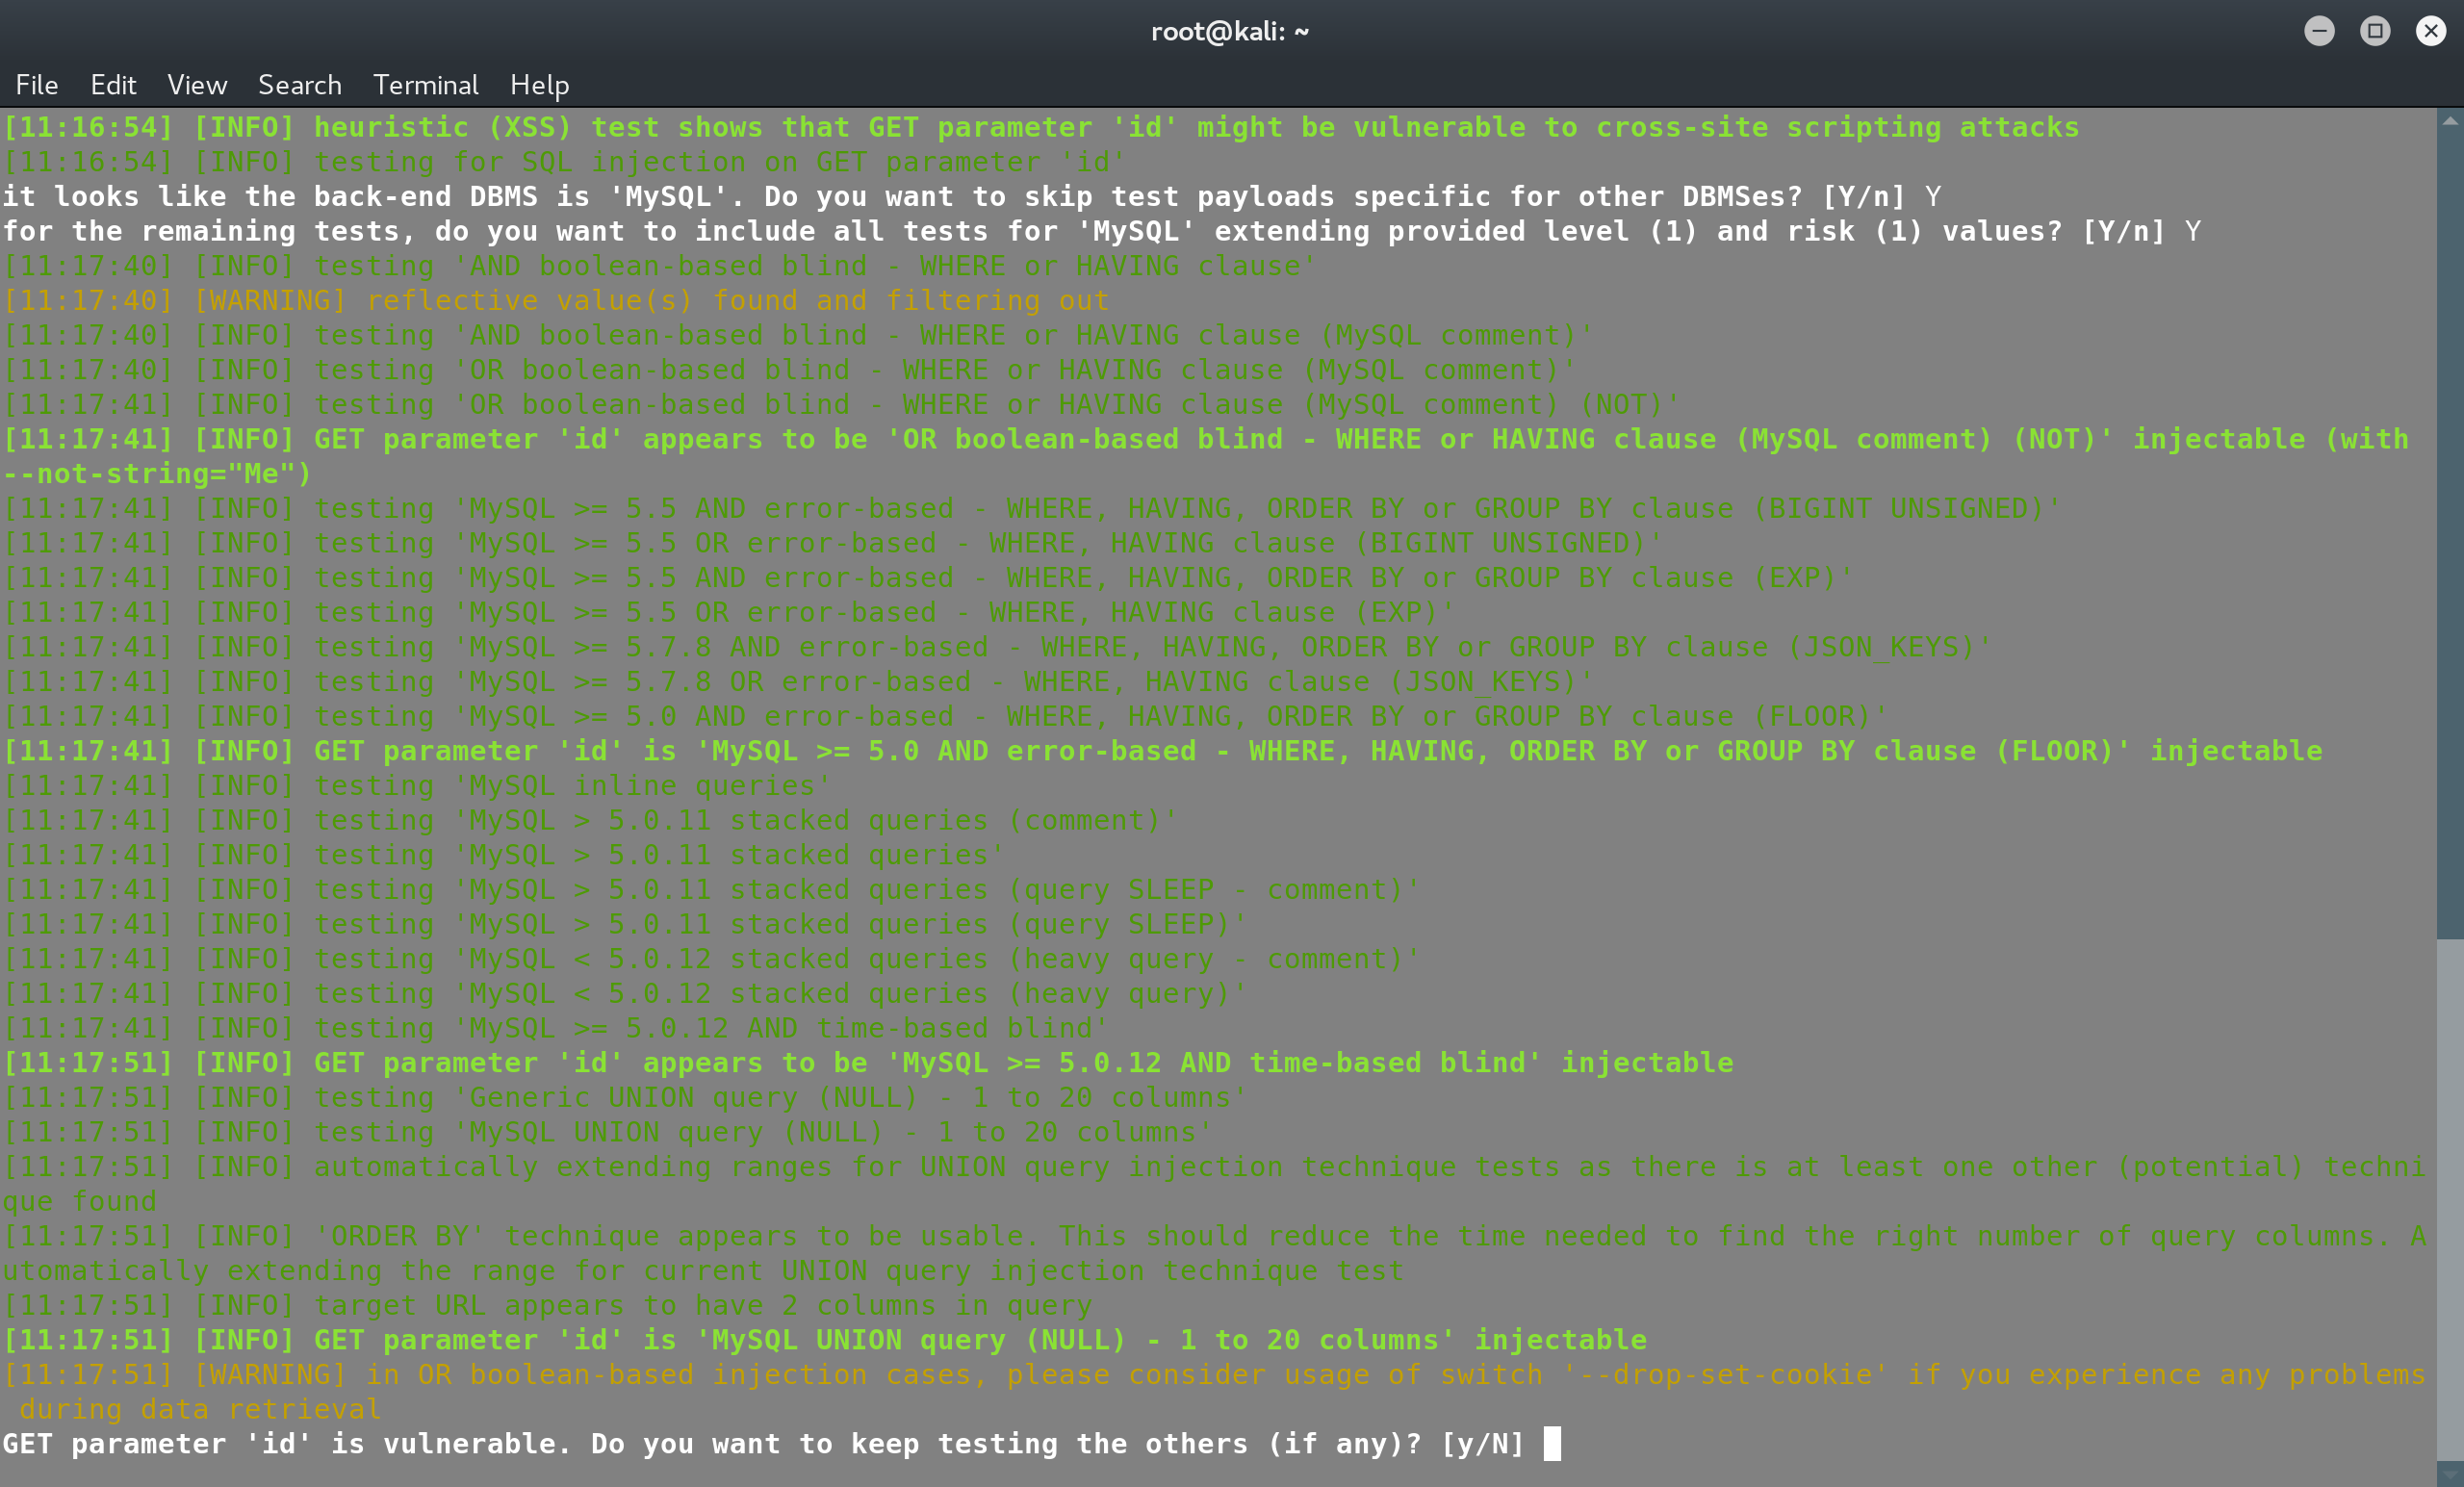 root@kali: ~
File Edit View Search Terminal Help
[11:16:54] [INFO] heuristic (XSS) test shows that GET parameter 'id' might be vulnerable to cross-site scripting attacks
[11:16:54] [INFO] testing for SQL injection on GET parameter 'id'
it looks like the back-end DBMS is 'MySQL'. Do you want to skip test payloads specific for other DBMSes? [Y/n] Y
for the remaining tests, do you want to include all tests for 'MySQL' extending provided level (1) and risk (1) values? [Y/n] Y
[11:17:40] [INFO] testing 'AND boolean-based blind - WHERE or HAVING clause'
[11:17:40] [WARNING] reflective value(s) found and filtering out
[11:17:40] [INFO] testing 'AND boolean-based blind - WHERE or HAVING clause (MySQL comment)'
[11:17:40] [INFO] testing 'OR boolean-based blind - WHERE or HAVING clause (MySQL comment)'
[11:17:41] [INFO] testing 'OR boolean-based blind - WHERE or HAVING clause (MySQL comment) (NOT)'
[11:17:41] [INFO] GET parameter 'id' appears to be 'OR boolean-based blind - WHERE or HAVING clause (MySQL comment) (NOT)' injectable (with
--not-string="Me")
[11:17:41] [INFO] testing 'MySQL >= 5.5 AND error-based - WHERE, HAVING, ORDER BY or GROUP BY clause (BIGINT UNSIGNED)'
[11:17:41] [INFO] testing 'MySQL >= 5.5 OR error-based - WHERE, HAVING clause (BIGINT UNSIGNED)'
[11:17:41] [INFO] testing 'MySQL >= 5.5 AND error-based - WHERE, HAVING, ORDER BY or GROUP BY clause (EXP)'
[11:17:41] [INFO] testing 'MySQL >= 5.5 OR error-based - WHERE, HAVING clause (EXP)'
[11:17:41] [INFO] testing 'MySQL >= 5.7.8 AND error-based - WHERE, HAVING, ORDER BY or GROUP BY clause (JSON_KEYS)'
[11:17:41] [INFO] testing 'MySQL >= 5.7.8 OR error-based - WHERE, HAVING clause (JSON_KEYS)'
[11:17:41] [INFO] testing 'MySQL >= 5.0 AND error-based - WHERE, HAVING, ORDER BY or GROUP BY clause (FLOOR)'
[11:17:41] [INFO] GET parameter 'id' is 'MySQL >= 5.0 AND error-based - WHERE, HAVING, ORDER BY or GROUP BY clause (FLOOR)' injectable
[11:17:41] [INFO] testing 'MySQL inline queries'
[11:17:41] [INFO] testing 'MySQL > 5.0.11 stacked queries (comment)'
[11:17:41] [INFO] testing 'MySQL > 5.0.11 stacked queries'
[11:17:41] [INFO] testing 'MySQL > 5.0.11 stacked queries (query SLEEP - comment)'
[11:17:41] [INFO] testing 'MySQL > 5.0.11 stacked queries (query SLEEP)'
[11:17:41] [INFO] testing 'MySQL < 5.0.12 stacked queries (heavy query - comment)'
[11:17:41] [INFO] testing 'MySQL < 5.0.12 stacked queries (heavy query)'
[11:17:41] [INFO] testing 'MySQL >= 5.0.12 AND time-based blind'
[11:17:51] [INFO] GET parameter 'id' appears to be 'MySQL >= 5.0.12 AND time-based blind' injectable
[11:17:51] [INFO] testing 'Generic UNION query (NULL) - 1 to 20 columns'
[11:17:51] [INFO] testing 'MySQL UNION query (NULL) - 1 to 20 columns'
[11:17:51] [INFO] automatically extending ranges for UNION query injection technique tests as there is at least one other (potential) techni
que found
[11:17:51] [INFO] 'ORDER BY' technique appears to be usable. This should reduce the time needed to find the right number of query columns. A
utomatically extending the range for current UNION query injection technique test
[11:17:51] [INFO] target URL appears to have 2 columns in query
[11:17:51] [INFO] GET parameter 'id' is 'MySQL UNION query (NULL) - 1 to 20 columns' injectable
[11:17:51] [WARNING] in OR boolean-based injection cases, please consider usage of switch '--drop-set-cookie' if you experience any problems
 during data retrieval
GET parameter 'id' is vulnerable. Do you want to keep testing the others (if any)? [y/N]